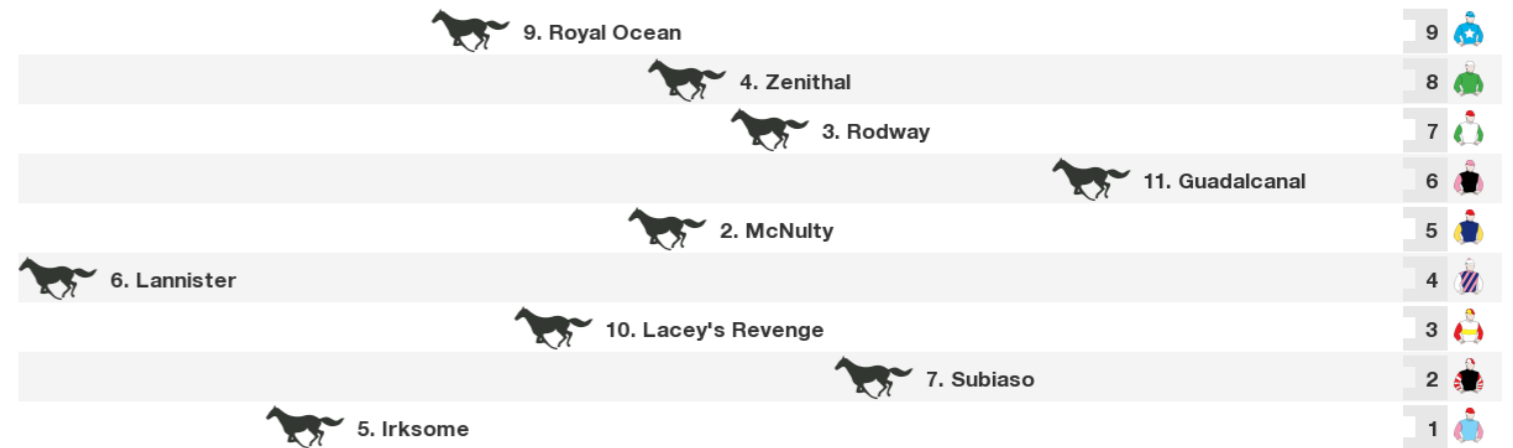 9. Royal Ocean 9
4. Zenithal 8
3. Rodway 7
11. Guadalcanal 6
2. McNulty 5
6. Lannister 4
10. Lacey's Revenge 3
7. Subiaso 2
5. Irksome 1